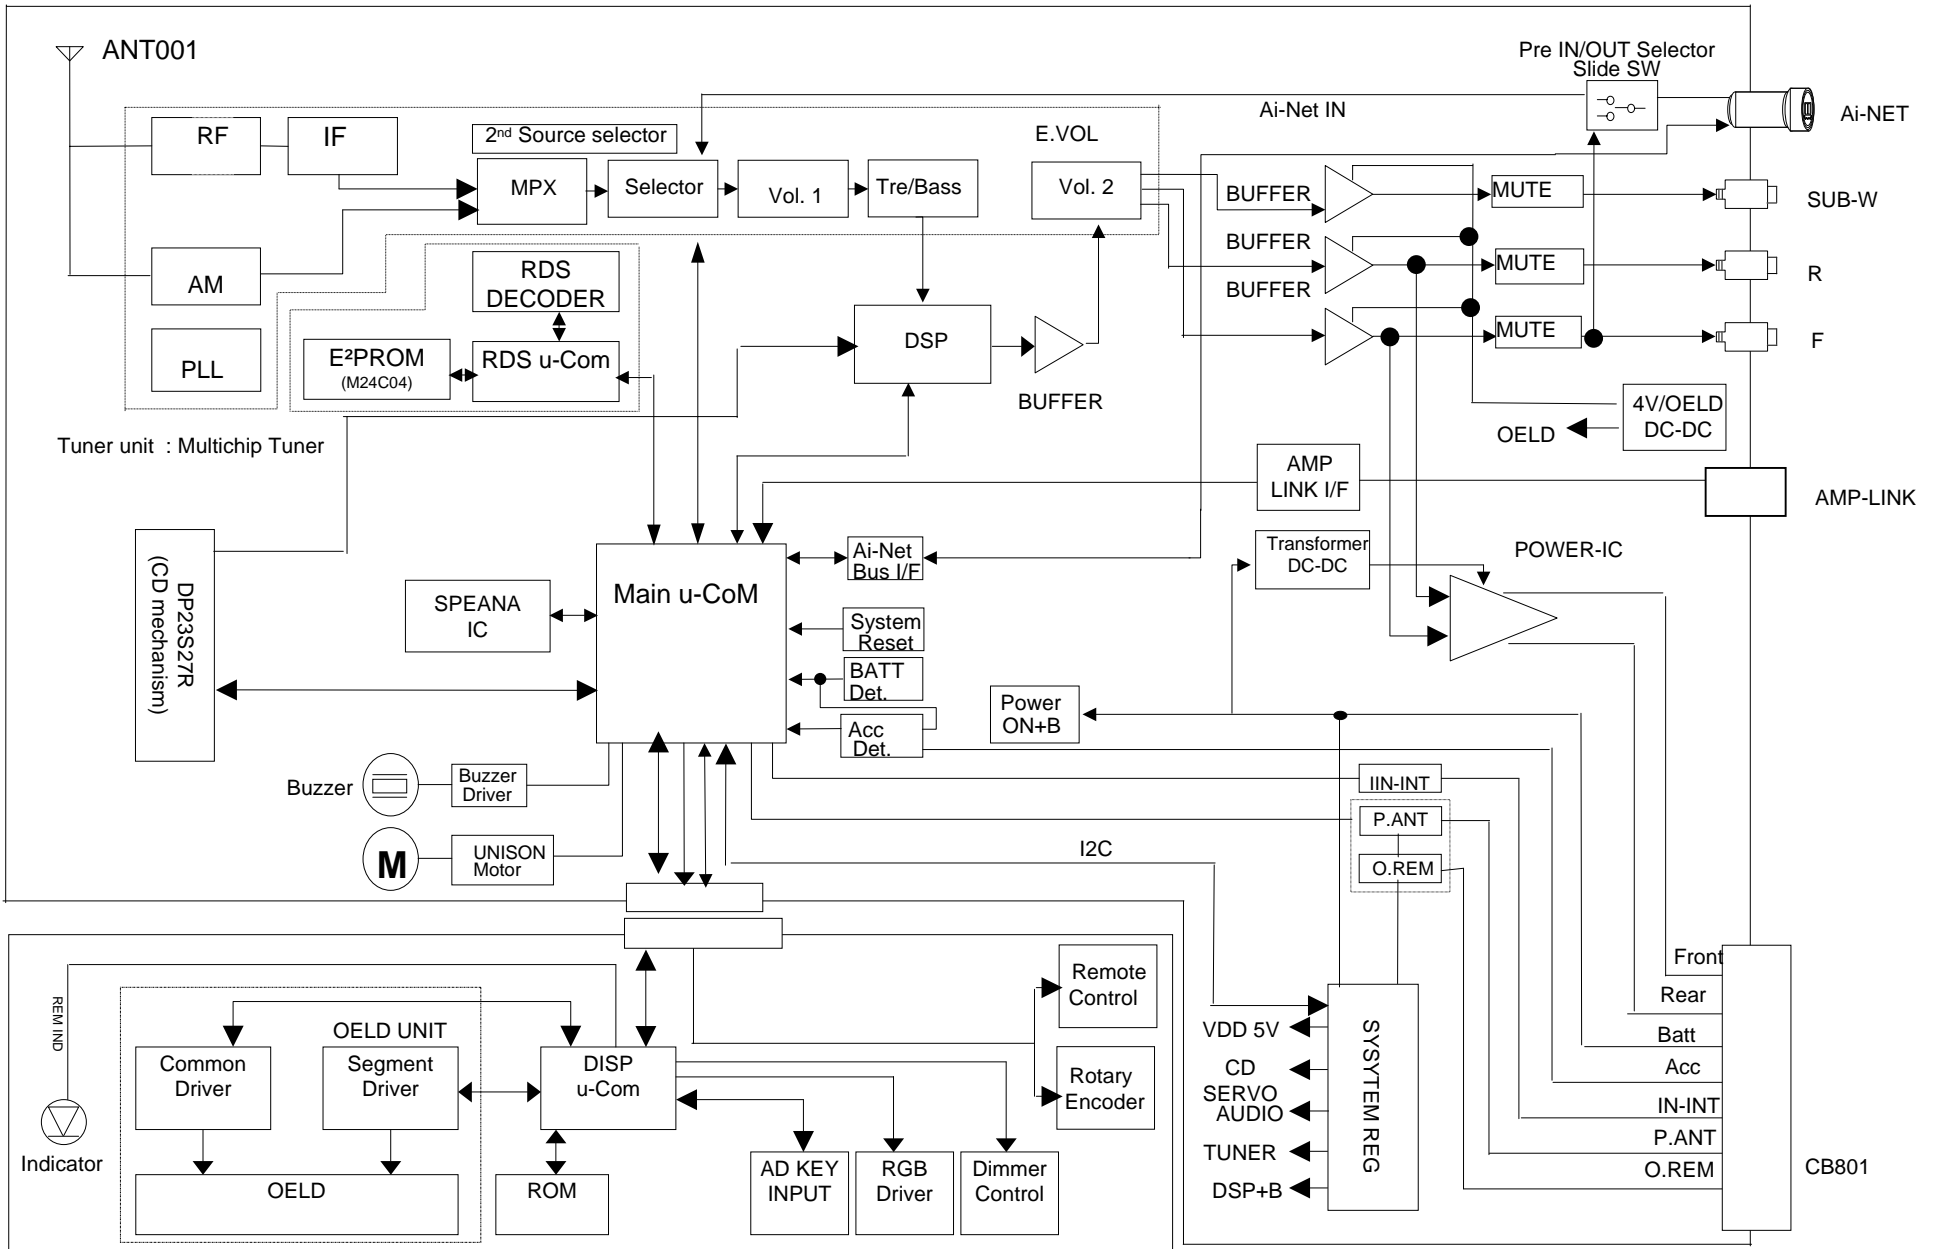 ANT001
Pre IN/OUT Selector
Slide SW
Ai-Net IN
Ai-NET
RF
IF
2nd Source selector
E.VOL
MPX
Selector
Vol. 1
Tre/Bass
Vol. 2
BUFFER
MUTE
SUB-W
AM
RDS
DECODER
BUFFER
MUTE
R
BUFFER
PLL
E²PROM
(M24C04)
RDS u-Com
DSP
BUFFER
MUTE
F
4V/OELD
DC-DC
OELD
Tuner unit : Multichip Tuner
AMP
LINK I/F
AMP-LINK
DP23S27R
(CD mechanism)
Main u-CoM
Ai-Net
Bus I/F
Transformer
DC-DC
POWER-IC
SPEANA
IC
System
Reset
BATT
Det.
Acc
Det.
Power
ON+B
Buzzer
Buzzer
Driver
IIN-INT
M
UNISON
Motor
I2C
P.ANT
O.REM
REM IND
Indicator
OELD UNIT
Common
Driver
Segment
Driver
DISP
u-Com
Remote
Control
Rotary
Encoder
OELD
ROM
AD KEY
INPUT
RGB
Driver
Dimmer
Control
VDD 5V
CD
SERVO
AUDIO
TUNER
DSP+B
SYSYTEM REG
Front
Rear
Batt
Acc
IN-INT
P.ANT
O.REM
CB801